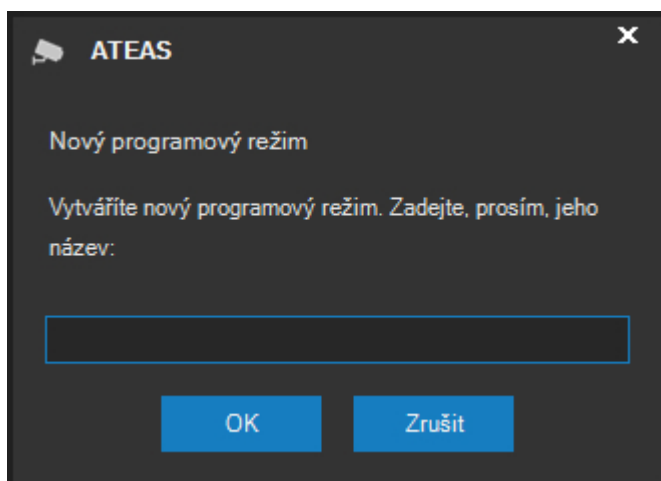 ATEAS
Nový programový režim
Vytváříte nový programový režim. Zadejte, prosím, jeho
název:
OK Zrušit